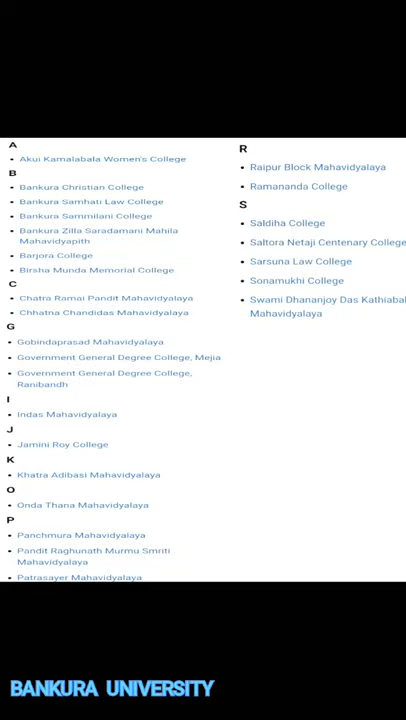 A
• Akui Kamalabala Women's College
B
• Bankura Christian College
• Bankura Samhati Law College
• Bankura Sammilani College
• Bankura Zilla Saradamani Mahila
Mahavidyapith
• Barjora College
• Birsha Munda Memorial College
C
• Chatra Ramai Pandit Mahavidyalaya
• Chhatna Chandidas Mahavidyalaya
G
• Gobindaprasad Mahavidyalaya
• Government General Degree College, Mejia
• Government General Degree College,
Ranibandh
I
• Indas Mahavidyalaya
J
• Jamini Roy College
K
• Khatra Adibasi Mahavidyalaya
O
• Onda Thana Mahavidyalaya
P
• Panchmura Mahavidyalaya
• Pandit Raghunath Murmu Smriti
Mahavidyalaya
• Patrasayer Mahavidyalaya
R
• Raipur Block Mahavidyalaya
• Ramananda College
S
• Saldiha College
• Saltora Netaji Centenary College
• Sarsuna Law College
• Sonamukhi College
• Swami Dhananjoy Das Kathiabab
Mahavidyalaya
BANKURA UNIVERSITY